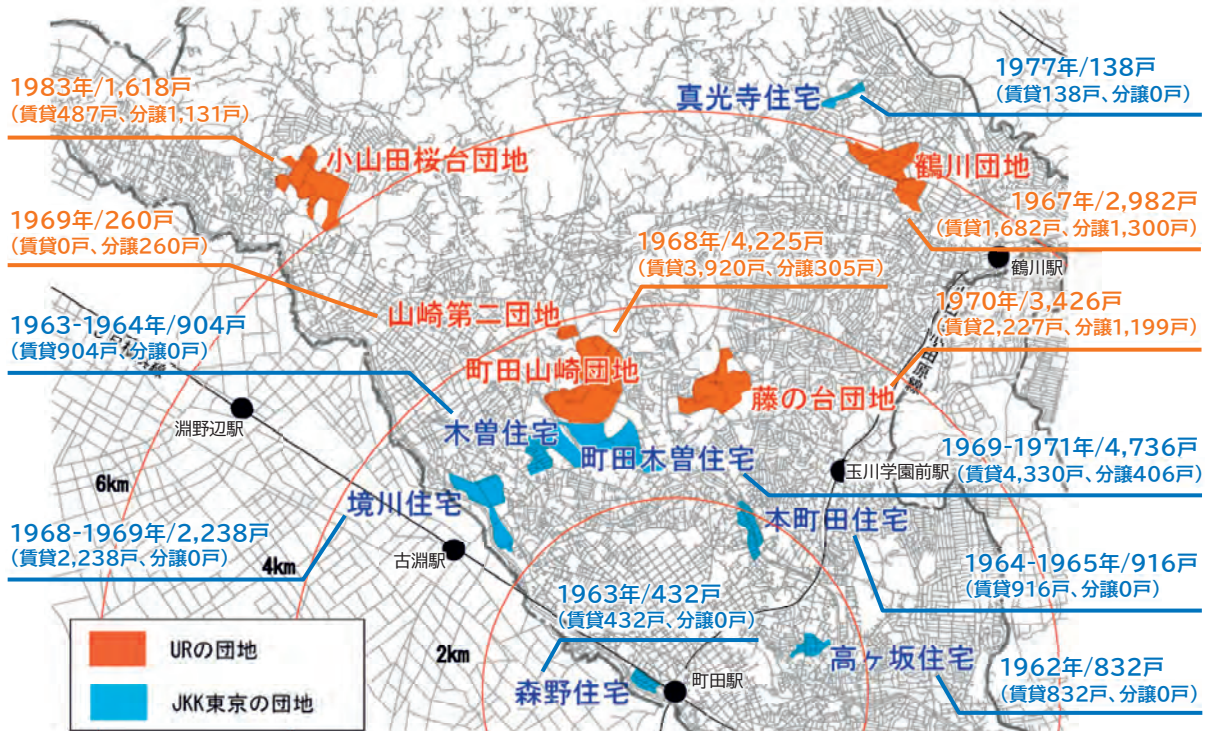 1977年/138戸
(賃貸138戸、分譲0戸)
真光寺住宅
1983年/1,618戸
(賃貸487戸、分譲1,131戸)
小山田桜台団地
鶴川団地
1967年/2,982戸
(賃貸1,682戸、分譲1,300戸)
1969年/260戸
(賃貸0戸、分譲260戸)
1968年/4,225戸
(賃貸3,920戸、分譲305戸)
鶴川駅
1970年/3,426戸
(賃貸2,227戸、分譲1,199戸)
山崎第二団地
1963-1964年/904戸
(賃貸904戸、分譲0戸)
町田山崎団地
藤の台団地
淵野辺駅
木曽住宅
町田木曽住宅
1969-1971年/4,736戸
(賃貸4,330戸、分譲406戸)
玉川学園前駅
6km
境川住宅
本町田住宅
1968-1969年/2,238戸
(賃貸2,238戸、分譲0戸)
古淵駅
4km
1964-1965年/916戸
(賃貸916戸、分譲0戸)
1963年/432戸
(賃貸432戸、分譲0戸)
URの団地
2km
高ヶ坂住宅
1962年/832戸
(賃貸832戸、分譲0戸)
町田駅
森野住宅
JKK東京の団地